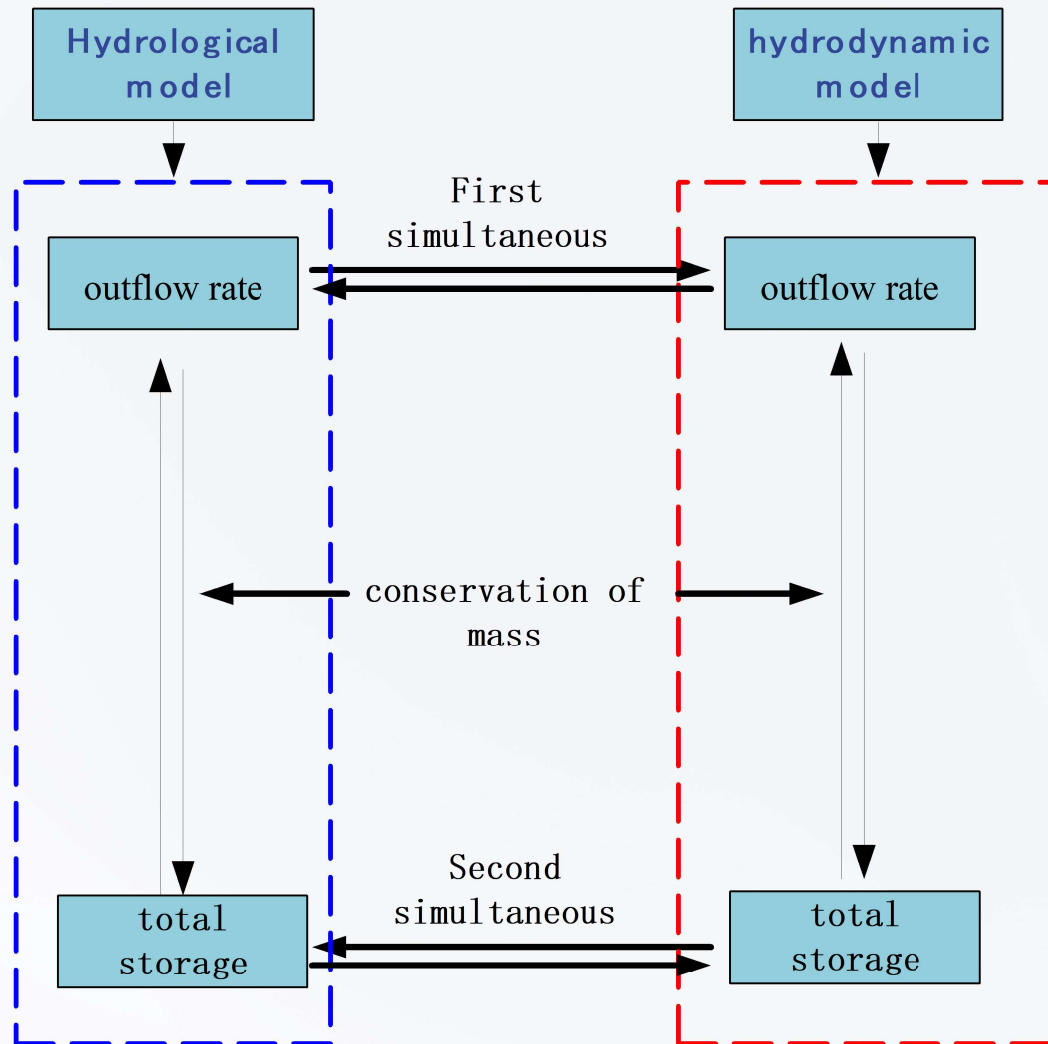 Hydrological
model
hydrodynamic
model
First
simultaneous
outflow rate
outflow rate
conservation of
mass
Second
simultaneous
total
storage
total
storage